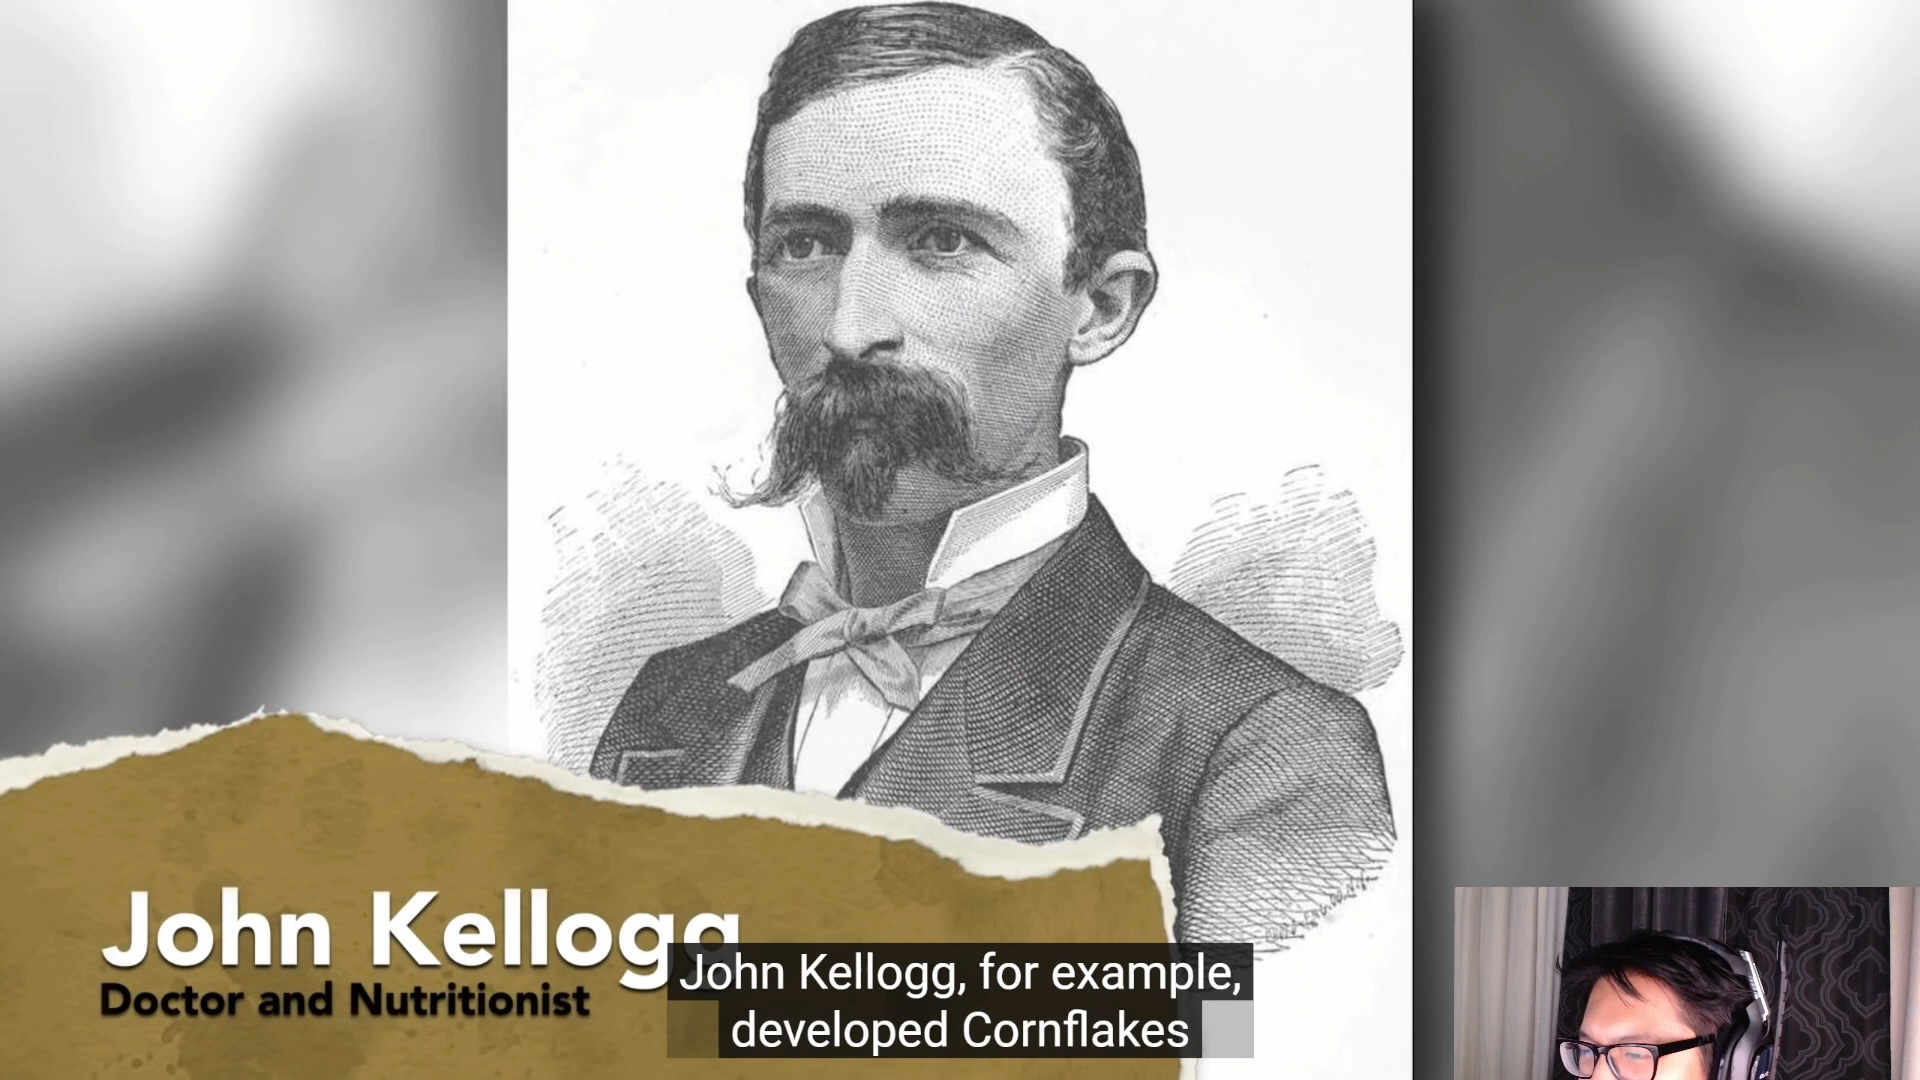 John Kellogg
Doctor and Nutritionist
John Kellogg, for example,
developed Cornflakes